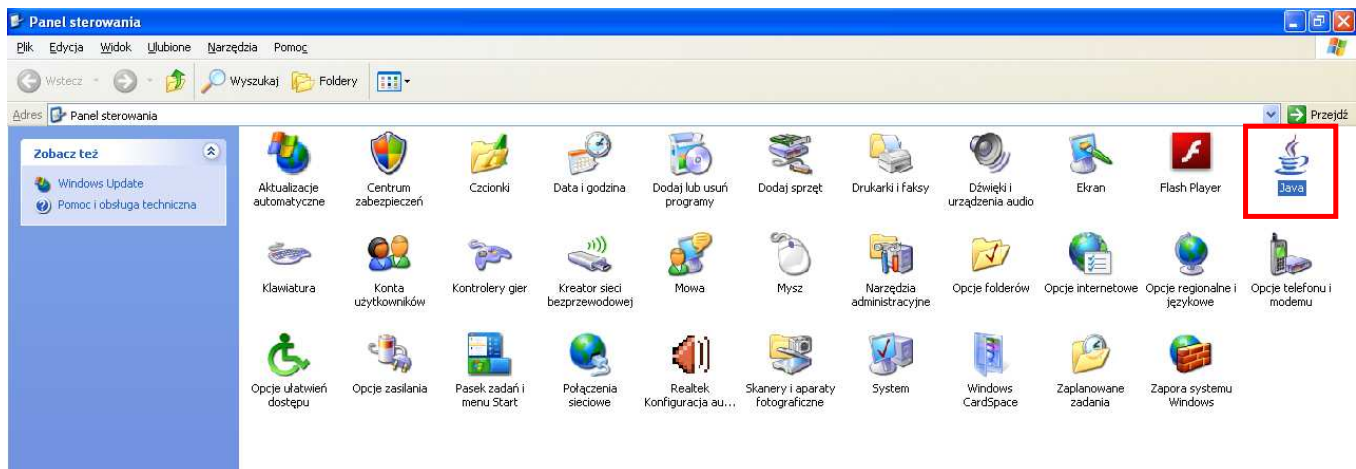 Panel sterowania
Plik Edycja Widok Ulubione Narzędzia Pomoc
Wstecz Wyszukaj Foldery
Adres Panel sterowania Przejdź
Zobacz też
Windows Update
Pomoc i obsługa techniczna
Aktualizacje automatyczne
Centrum zabezpieczeń
Czcionki
Data i godzina
Dodaj lub usuń programy
Dodaj sprzęt
Drukarki i faksy
Dźwięki i urządzenia audio
Ekran
Flash Player
Java
Klawiatura
Konta użytkowników
Kontrolery gier
Kreator sieci bezprzewodowej
Mowa
Mysz
Narzędzia administracyjne
Opcje folderów
Opcje internetowe
Opcje regionalne i językowe
Opcje telefonu i modemu
Opcje ułatwień dostępu
Opcje zasilania
Pasek zadań i menu Start
Połączenia sieciowe
Realtek Konfiguracja au...
Skanery i aparaty fotograficzne
System
Windows CardSpace
Zaplanowane zadania
Zapora systemu Windows